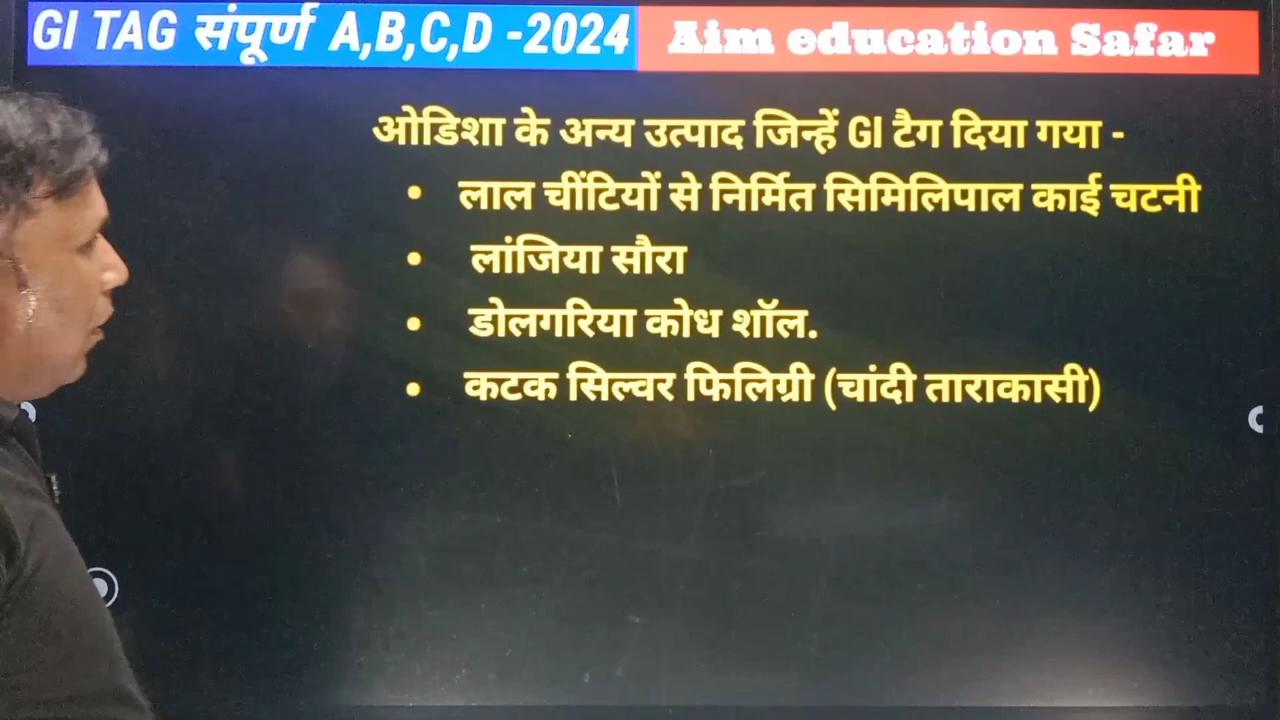 GI TAG संपूर्ण A,B,C,D -2024
Aim education Safar
ओडिशा के अन्य उत्पाद जिन्हें GI टैग दिया गया -
• लाल चींटियों से निर्मित सिमिलिपाल काई चटनी
• लांजिया सौरा
• डोलगरिया कोध शॉल.
• कटक सिल्वर फिलिग्री (चांदी ताराकासी)